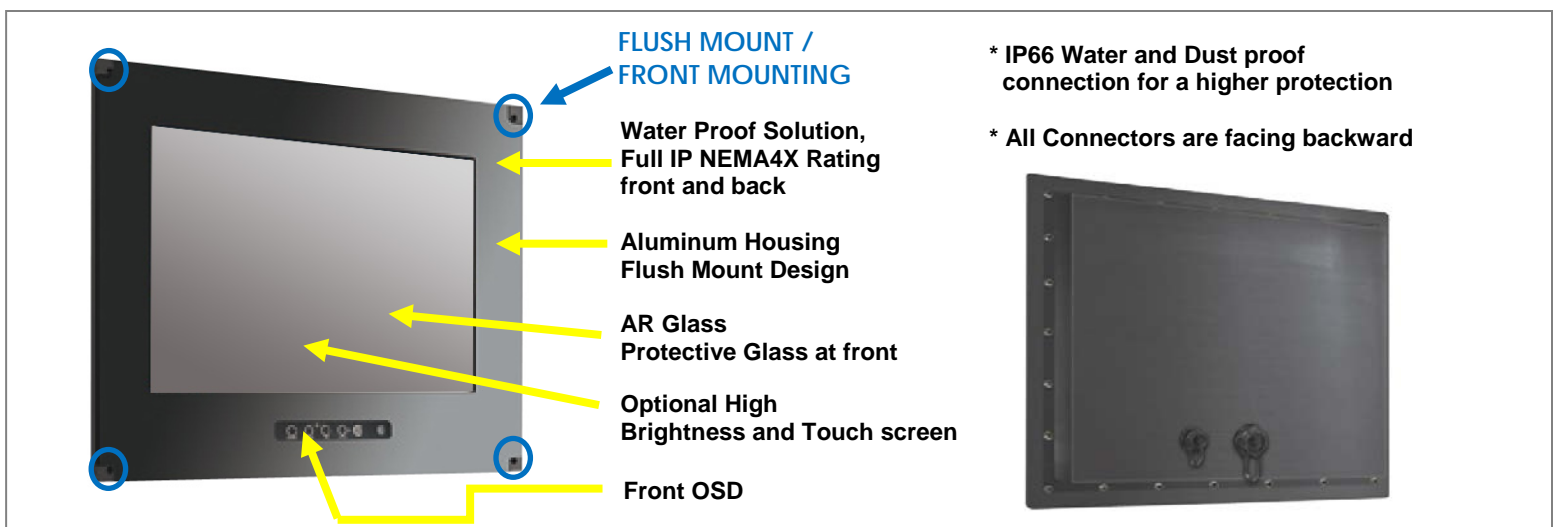 FLUSH MOUNT /
FRONT MOUNTING
Water Proof Solution,
Full IP NEMA4X Rating
front and back
Aluminum Housing
Flush Mount Design
AR Glass
Protective Glass at front
Optional High
Brightness and Touch screen
Front OSD
* IP66 Water and Dust proof
connection for a higher protection
* All Connectors are facing backward